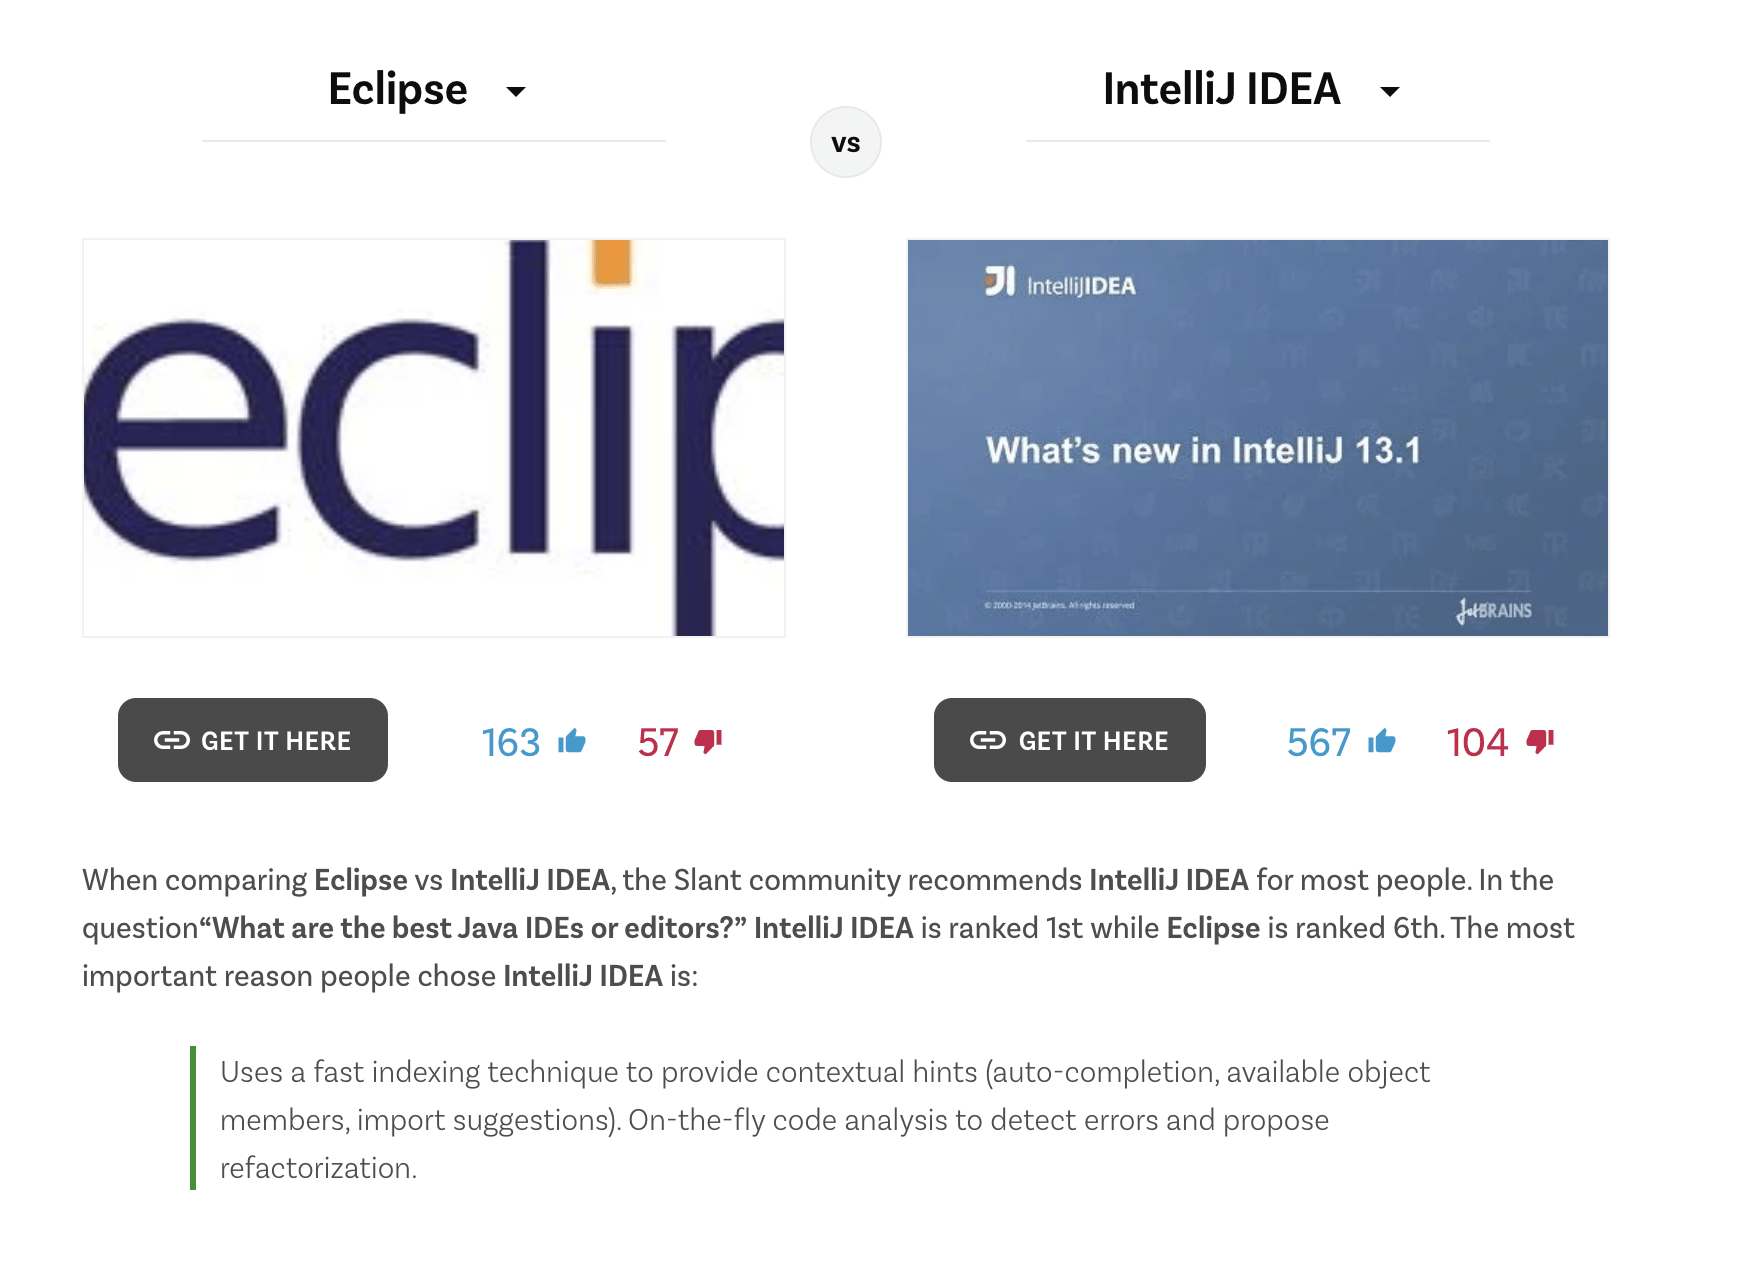 Eclipse
vs
IntelliJ IDEA
eclip
IntelliJIDEA
What's new in IntelliJ 13.1
© 2000-2014 JetBrains. All rights reserved
JetBRAINS
GET IT HERE
163
57
GET IT HERE
567
104
When comparing Eclipse vs IntelliJ IDEA, the Slant community recommends IntelliJ IDEA for most people. In the
question“What are the best Java IDEs or editors?” IntelliJ IDEA is ranked 1st while Eclipse is ranked 6th. The most
important reason people chose IntelliJ IDEA is:
Uses a fast indexing technique to provide contextual hints (auto-completion, available object
members, import suggestions). On-the-fly code analysis to detect errors and propose
refactorization.